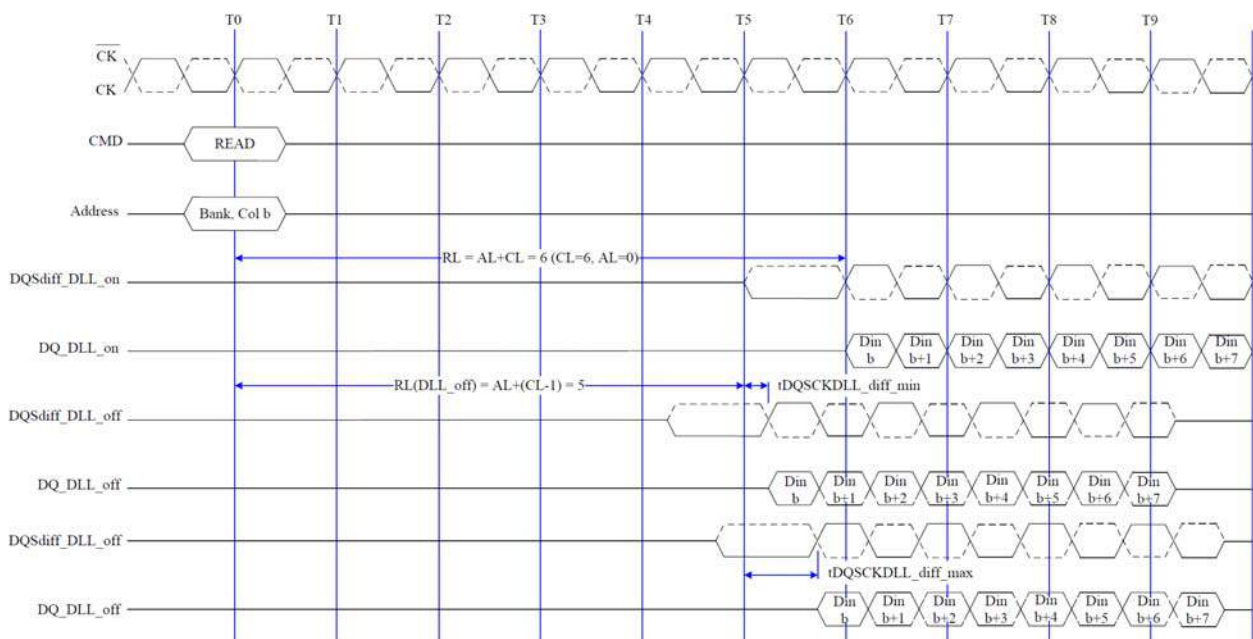 T0 T1 T2 T3 T4 T5 T6 T7 T8 T9
CK
CK
CMD READ
Address Bank, Col b
RL = AL+CL = 6 (CL=6, AL=0)
DQSdiff_DLL_on
DQ_DLL_on Din b Din b+1 Din b+2 Din b+3 Din b+4 Din b+5 Din b+6 Din b+7
RL(DLL_off) = AL+(CL-1) = 5 tDQSCKDLL_diff_min
DQSdiff_DLL_off
DQ_DLL_off Din b Din b+1 Din b+2 Din b+3 Din b+4 Din b+5 Din b+6 Din b+7
DQSdiff_DLL_off
tDQSCKDLL_diff_max
DQ_DLL_off Din b Din b+1 Din b+2 Din b+3 Din b+4 Din b+5 Din b+6 Din b+7